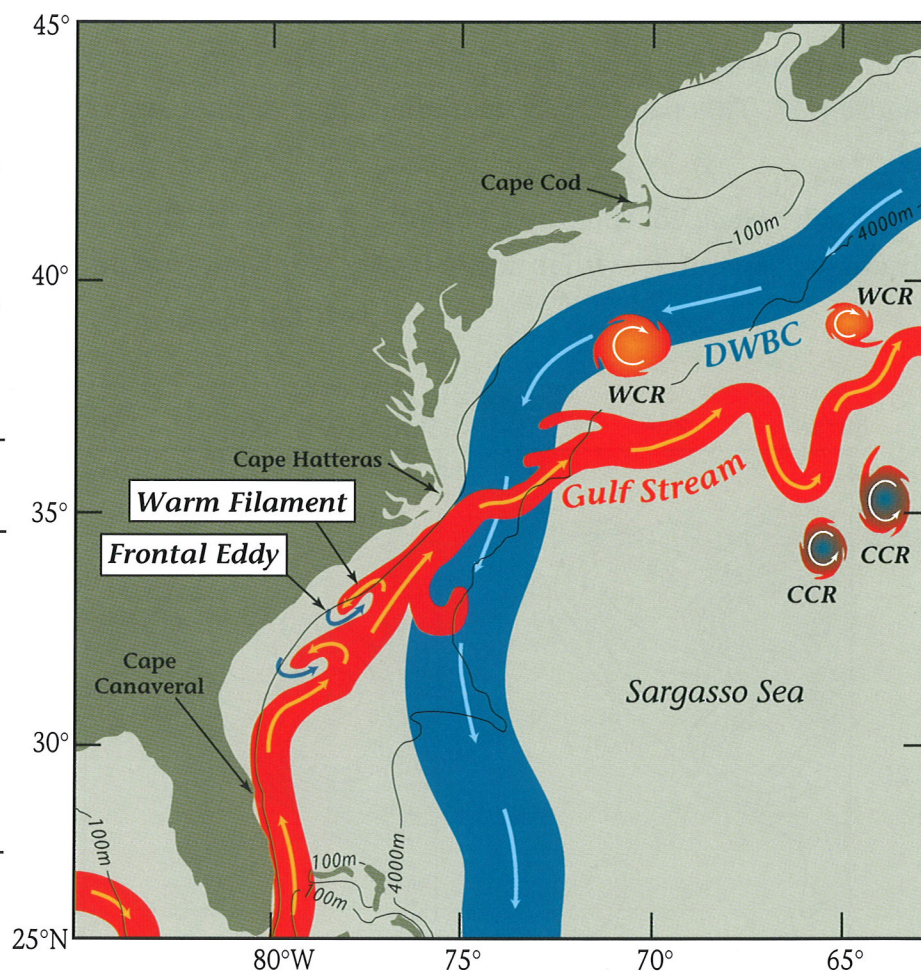 45°
Cape Cod
100m
4000m
40°
WCR
DWBC
WCR
Cape Hatteras
Gulf Stream
Warm Filament
35°
Frontal Eddy
CCR
CCR
Cape
Canaveral
Sargasso Sea
30°
100m
100m
100m
4000m
25°N
80°W
75°
70°
65°